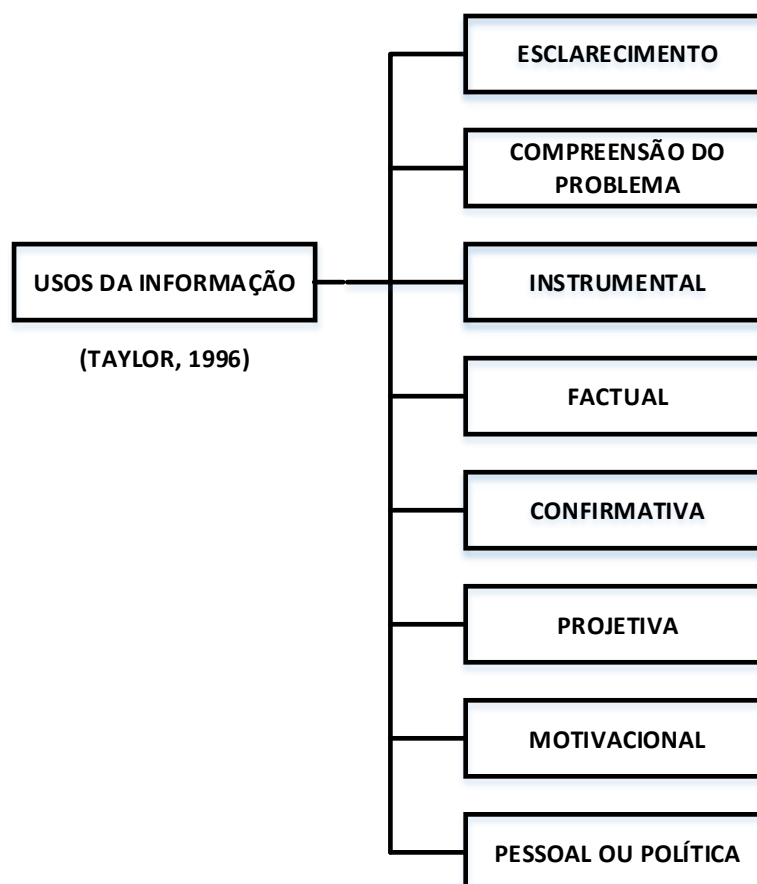 USOS DA INFORMAÇÃO
(TAYLOR, 1996)
ESCLARECIMENTO
COMPREENSÃO DO
PROBLEMA
INSTRUMENTAL
FACTUAL
CONFIRMATIVA
PROJETIVA
MOTIVACIONAL
PESSOAL OU POLÍTICA